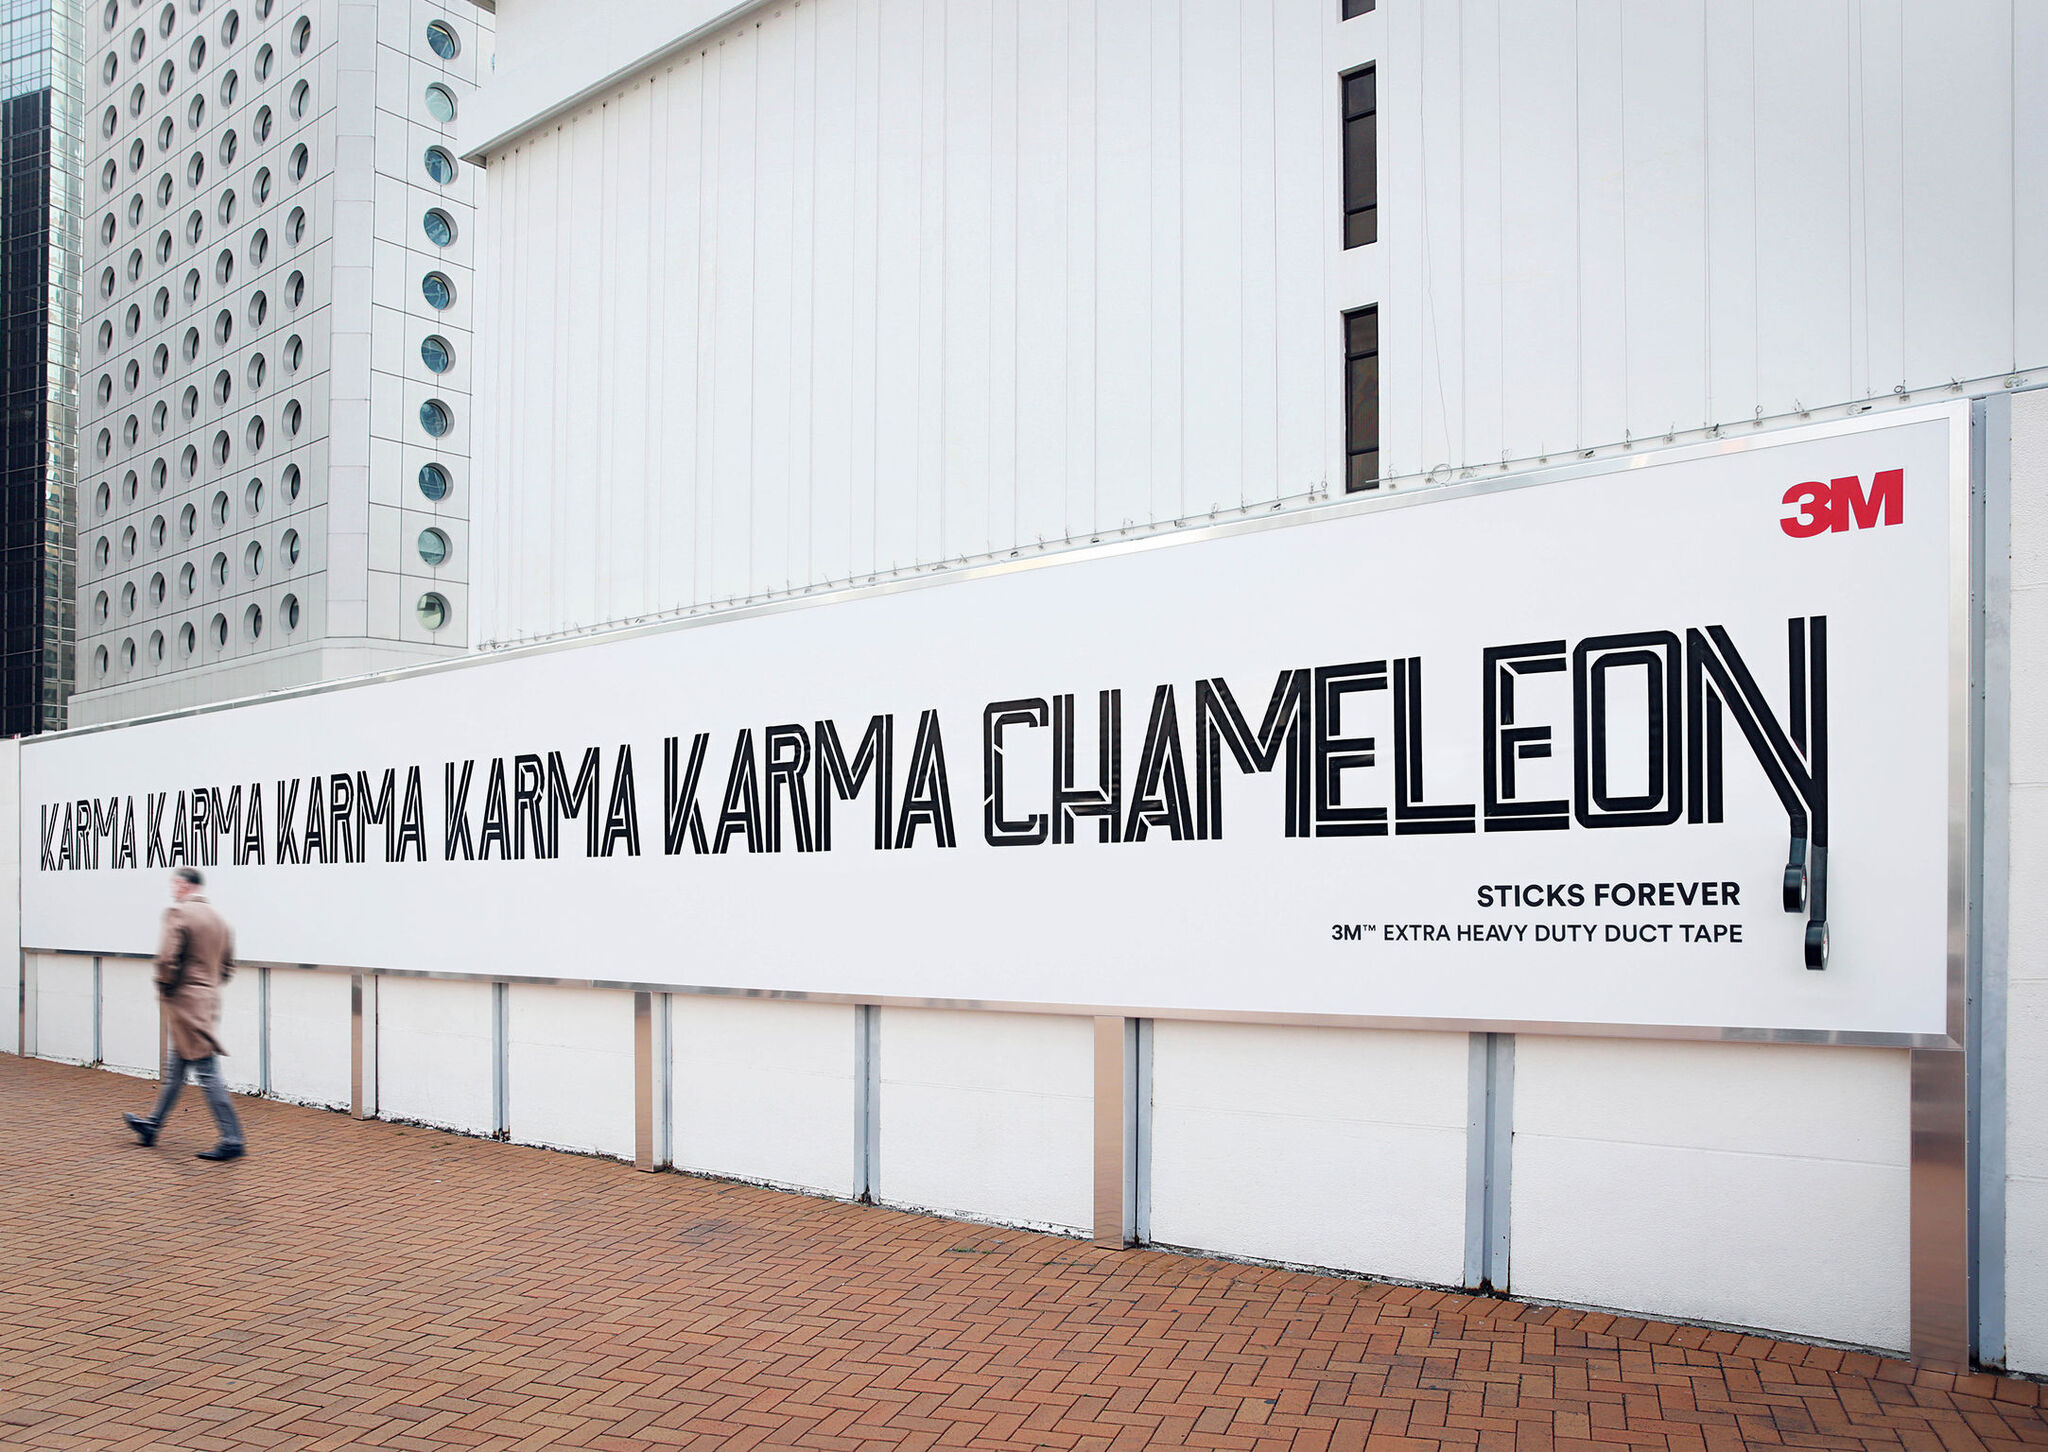 3M
KARMA KARMA KARMA KARMA KARMA CHAMELEON
STICKS FOREVER
3M™ EXTRA HEAVY DUTY DUCT TAPE